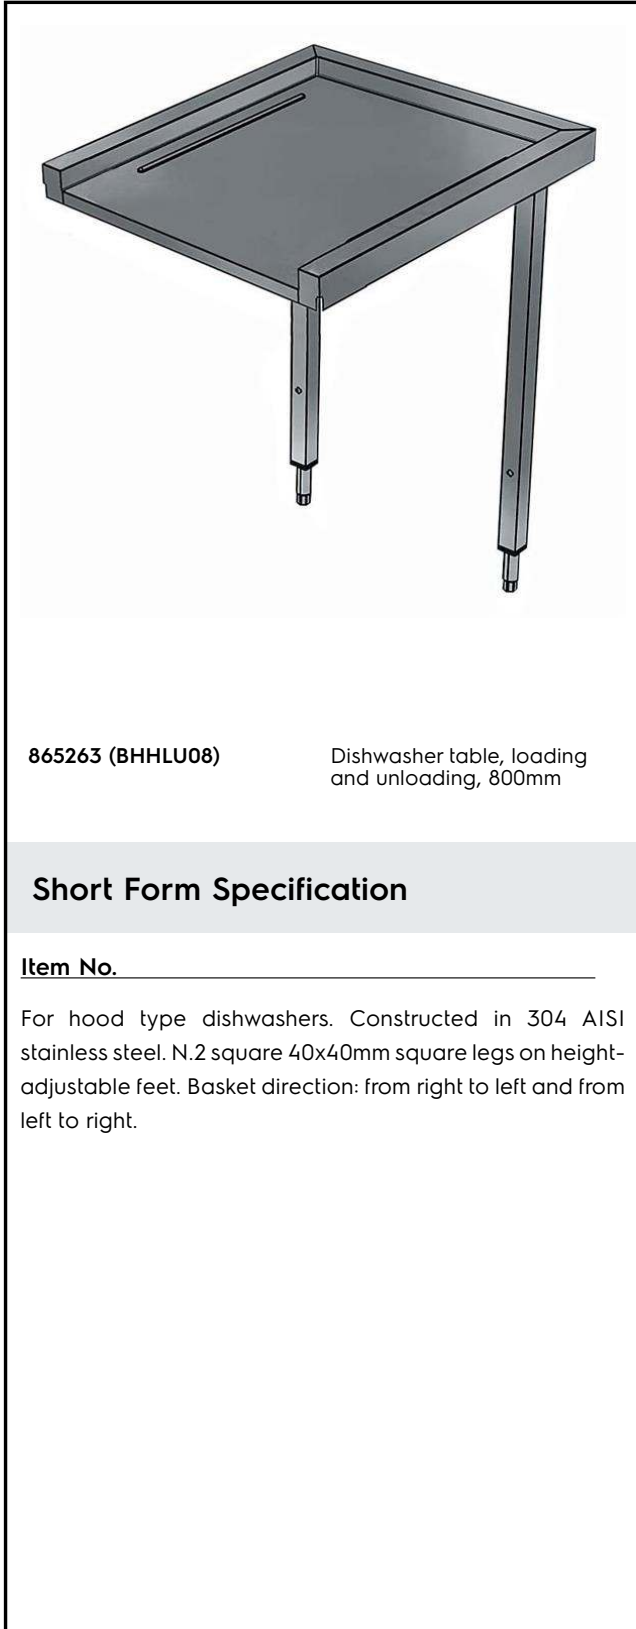 865263 (BHHLU08)
Dishwasher table, loading
and unloading, 800mm
Short Form Specification
Item No.
For hood type dishwashers. Constructed in 304 AISI
stainless steel. N.2 square 40x40mm square legs on height-
adjustable feet. Basket direction: from right to left and from
left to right.